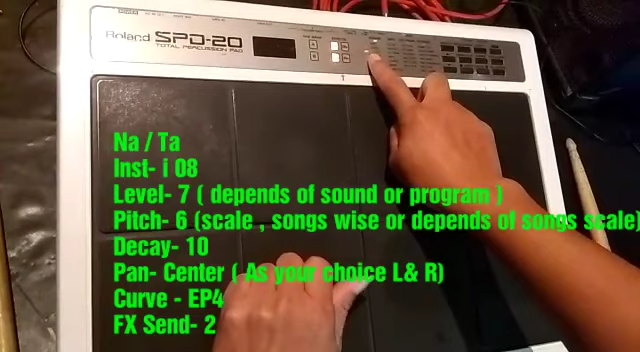 Roland SPD-20
TOTAL PERCUSSION PAD
Na / Ta
Inst- i 08
Level- 7 ( depends of sound or program )
Pitch- 6 (scale , songs wise or depends of songs scale)
Decay- 10
Pan- Center ( As your choice L& R)
Curve - EP4
FX Send- 2